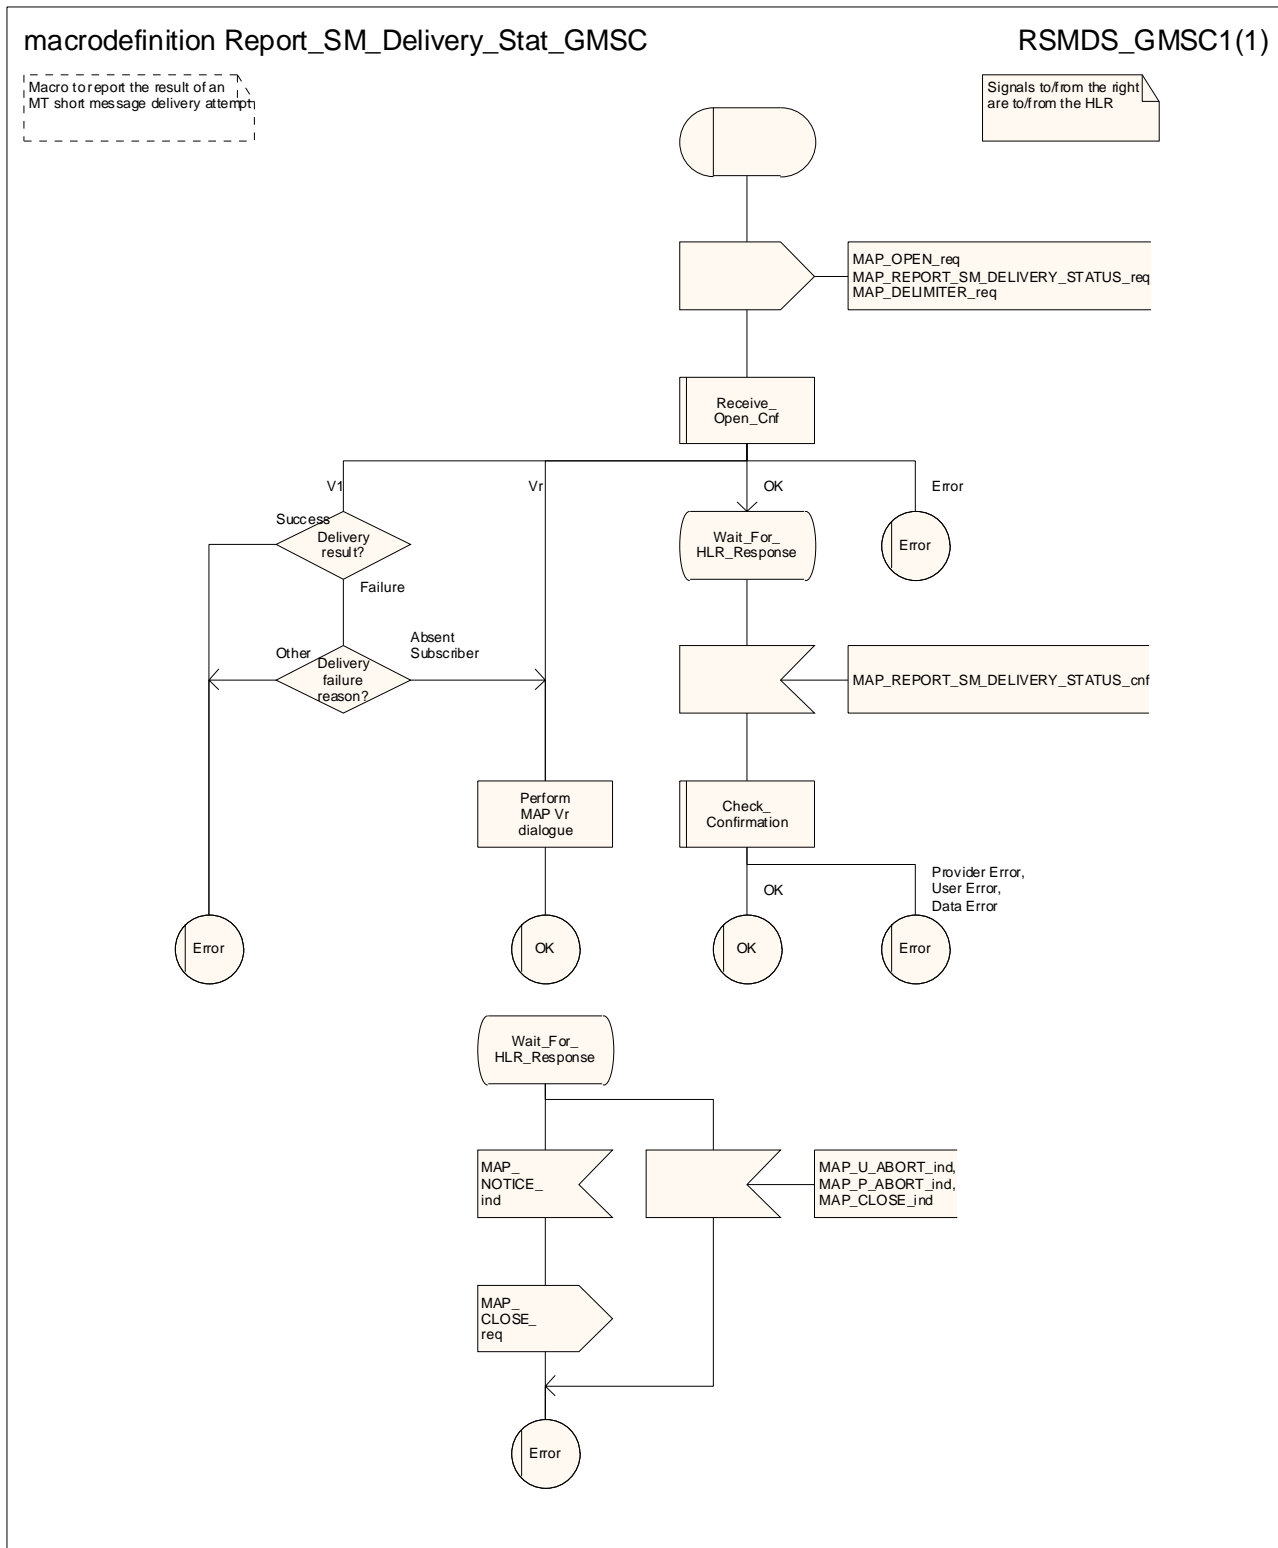 macrodefinition Report_SM_Delivery_Stat_GMSC
RSMDS_GMSC1(1)
Macro to report the result of an
MT short message delivery attempt
Signals to/from the right
are to/from the HLR
MAP_OPEN_req
MAP_REPORT_SM_DELIVERY_STATUS_req
MAP_DELIMITER_req
Receive_
Open_Cnf
V1
Vr
OK
Error
Success
Delivery
result?
Wait_For_
HLR_Response
Error
Failure
Other
Absent
Subscriber
Delivery
failure
reason?
MAP_REPORT_SM_DELIVERY_STATUS_cnf
Perform
MAP Vr
dialogue
Check_
Confirmation
OK
Provider Error,
User Error,
Data Error
Error
OK
OK
Error
Wait_For_
HLR_Response
MAP_
NOTICE_
ind
MAP_U_ABORT_ind,
MAP_P_ABORT_ind,
MAP_CLOSE_ind
MAP_
CLOSE_
req
Error